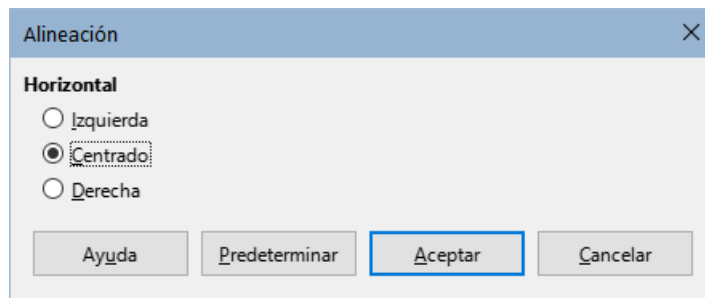 Alineación
Horizontal
Izquierda
Centrado
Derecha
Ayuda Predeterminar Aceptar Cancelar